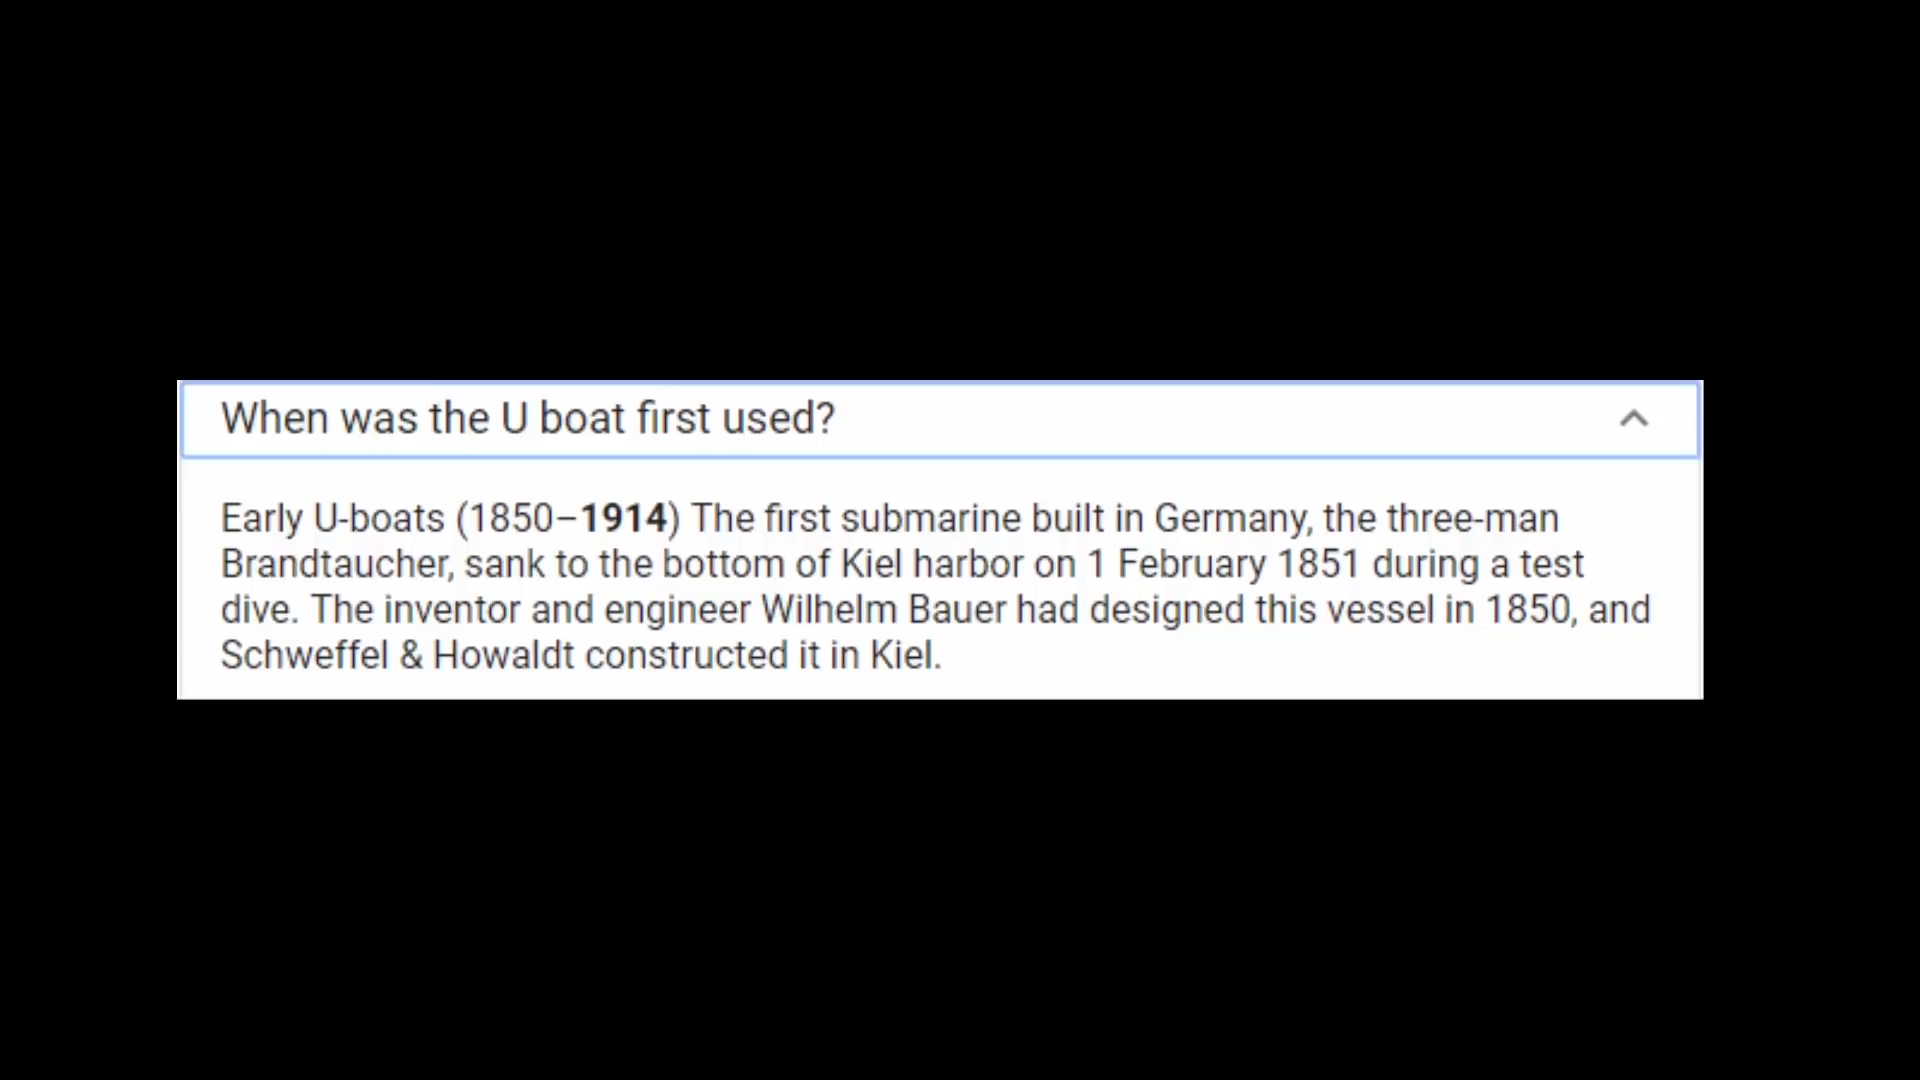 When was the U boat first used?
Early U-boats (1850–1914) The first submarine built in Germany, the three-man
Brandtaucher, sank to the bottom of Kiel harbor on 1 February 1851 during a test
dive. The inventor and engineer Wilhelm Bauer had designed this vessel in 1850, and
Schweffel & Howaldt constructed it in Kiel.